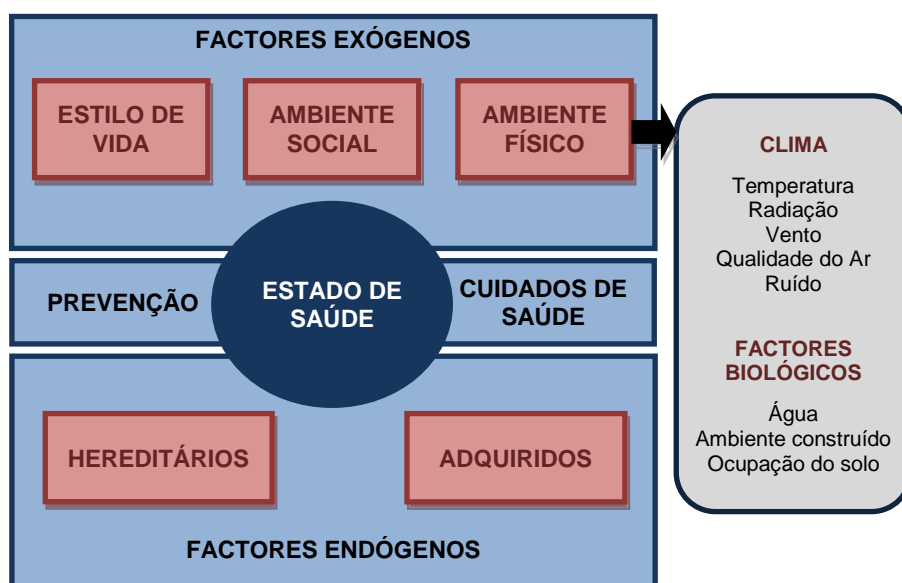 FACTORES EXÓGENOS
ESTILO DE
VIDA
AMBIENTE
SOCIAL
AMBIENTE
FÍSICO
PREVENÇÃO
ESTADO DE
SAÚDE
CUIDADOS DE
SAÚDE
HEREDITÁRIOS
ADQUIRIDOS
FACTORES ENDÓGENOS
CLIMA
Temperatura
Radiação
Vento
Qualidade do Ar
Ruído
FACTORES
BIOLÓGICOS
Água
Ambiente construído
Ocupação do solo